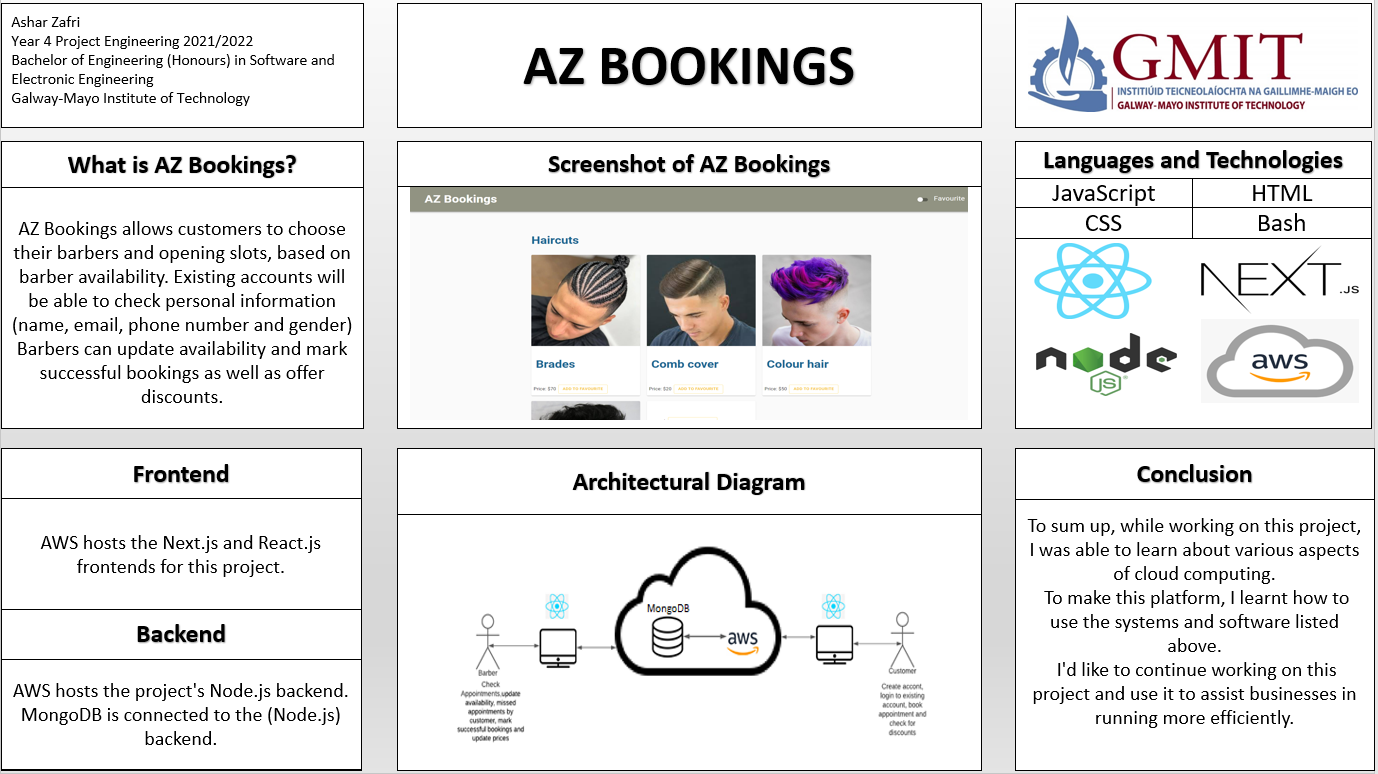 Ashar Zafri
Year 4 Project Engineering 2021/2022
Bachelor of Engineering (Honours) in Software and
Electronic Engineering
Galway-Mayo Institute of Technology
AZ BOOKINGS
GMIT
INSTITIÚID TEICNEOLAÍOCHTA NA GAILLIMHE-MAIGH EO
GALWAY-MAYO INSTITUTE OF TECHNOLOGY
What is AZ Bookings?
AZ Bookings allows customers to choose
their barbers and opening slots, based on
barber availability. Existing accounts will
be able to check personal information
(name, email, phone number and gender)
Barbers can update availability and mark
successful bookings as well as offer
discounts.
Screenshot of AZ Bookings
AZ Bookings
Favourite
Haircuts
Brades
Comb cover
Colour hair
Price: $70 ADD TO FAVOURITE
Price: $20 ADD TO FAVOURITE
Price: $50 ADD TO FAVOURITE
Languages and Technologies
JavaScript
HTML
CSS
Bash
NEXT.JS
node
JS
aws
Frontend
AWS hosts the Next.js and React.js
frontends for this project.
Backend
AWS hosts the project's Node.js backend.
MongoDB is connected to the (Node.js)
backend.
Architectural Diagram
MongoDB
aws
Barber
Check
Appointments,update
availability, missed
appointments by
customer, mark
successful bookings and
update prices
Customer
Create accont,
login to existing
account, book
appointment and
check for
discounts
Conclusion
To sum up, while working on this project,
I was able to learn about various aspects
of cloud computing.
To make this platform, I learnt how to
use the systems and software listed
above.
I'd like to continue working on this
project and use it to assist businesses in
running more efficiently.